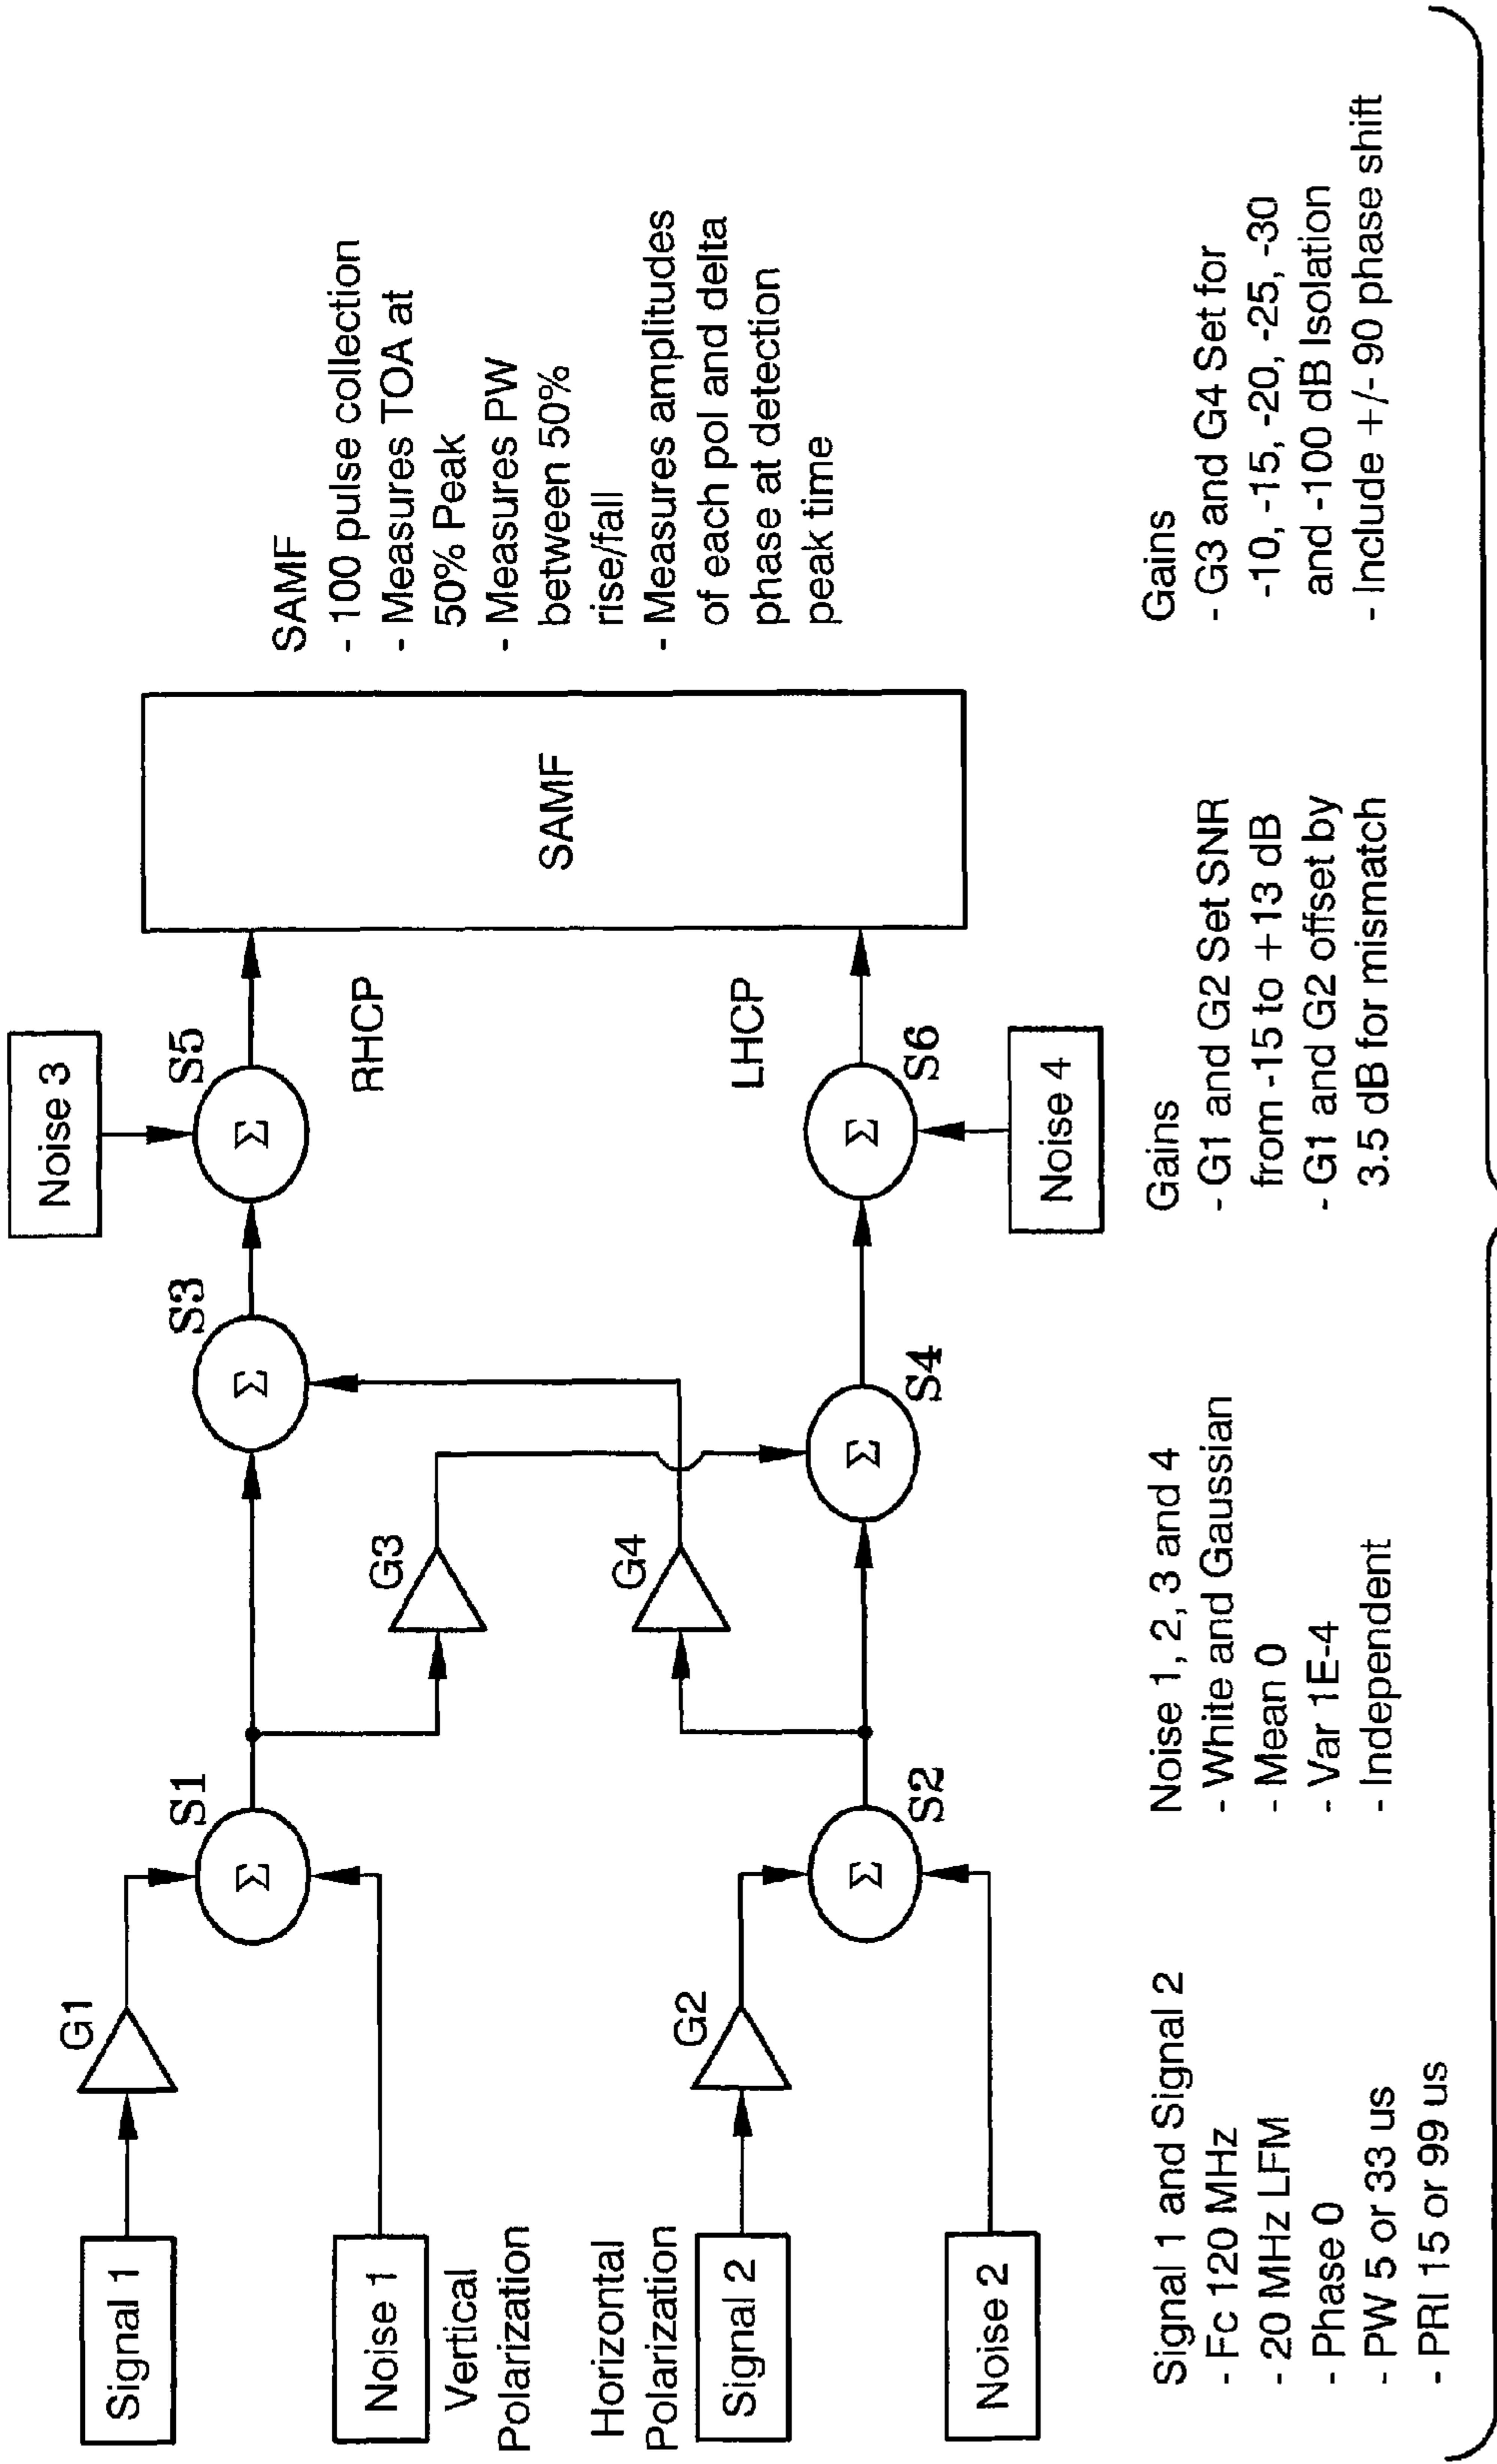 Signal 1
G1
S1
Σ
Noise 1
Vertical
Polarization
Horizontal
Polarization
Signal 2
G2
S2
Σ
Noise 2
G3
G4
S3
Σ
S4
Σ
Noise 3
S5
Σ
RHCP
LHCP
S6
Σ
Noise 4
SAMF
SAMF
- 100 pulse collection
- Measures TOA at
50% Peak
- Measures PW
between 50%
rise/fall
- Measures amplitudes
of each pol and delta
phase at detection
peak time
Signal 1 and Signal 2
- Fc 120 MHz
- 20 MHz LFM
- Phase 0
- PW 5 or 33 us
- PRI 15 or 99 us
Noise 1, 2, 3 and 4
- White and Gaussian
- Mean 0
- Var 1E-4
- Independent
Gains
- G1 and G2 Set SNR
from -15 to +13 dB
- G1 and G2 offset by
3.5 dB for mismatch
Gains
- G3 and G4 Set for
-10, -15, -20, -25, -30
and -100 dB Isolation
- Include +/- 90 phase shift